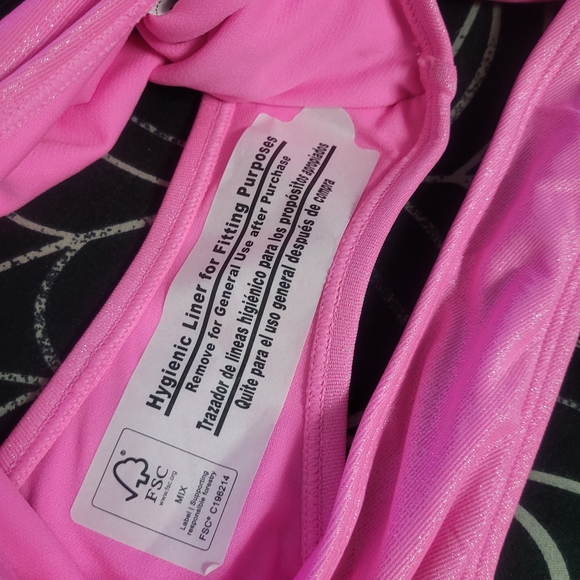 Hygienic Liner for Fitting Purposes
Remove for General Use after Purchase
Trazador de líneas higiénico para los propósitos apropiados
Quite para el uso general después de compra
FSC
www.fsc.org
MIX
Label | Supporting
responsible forestry
FSC® C196214